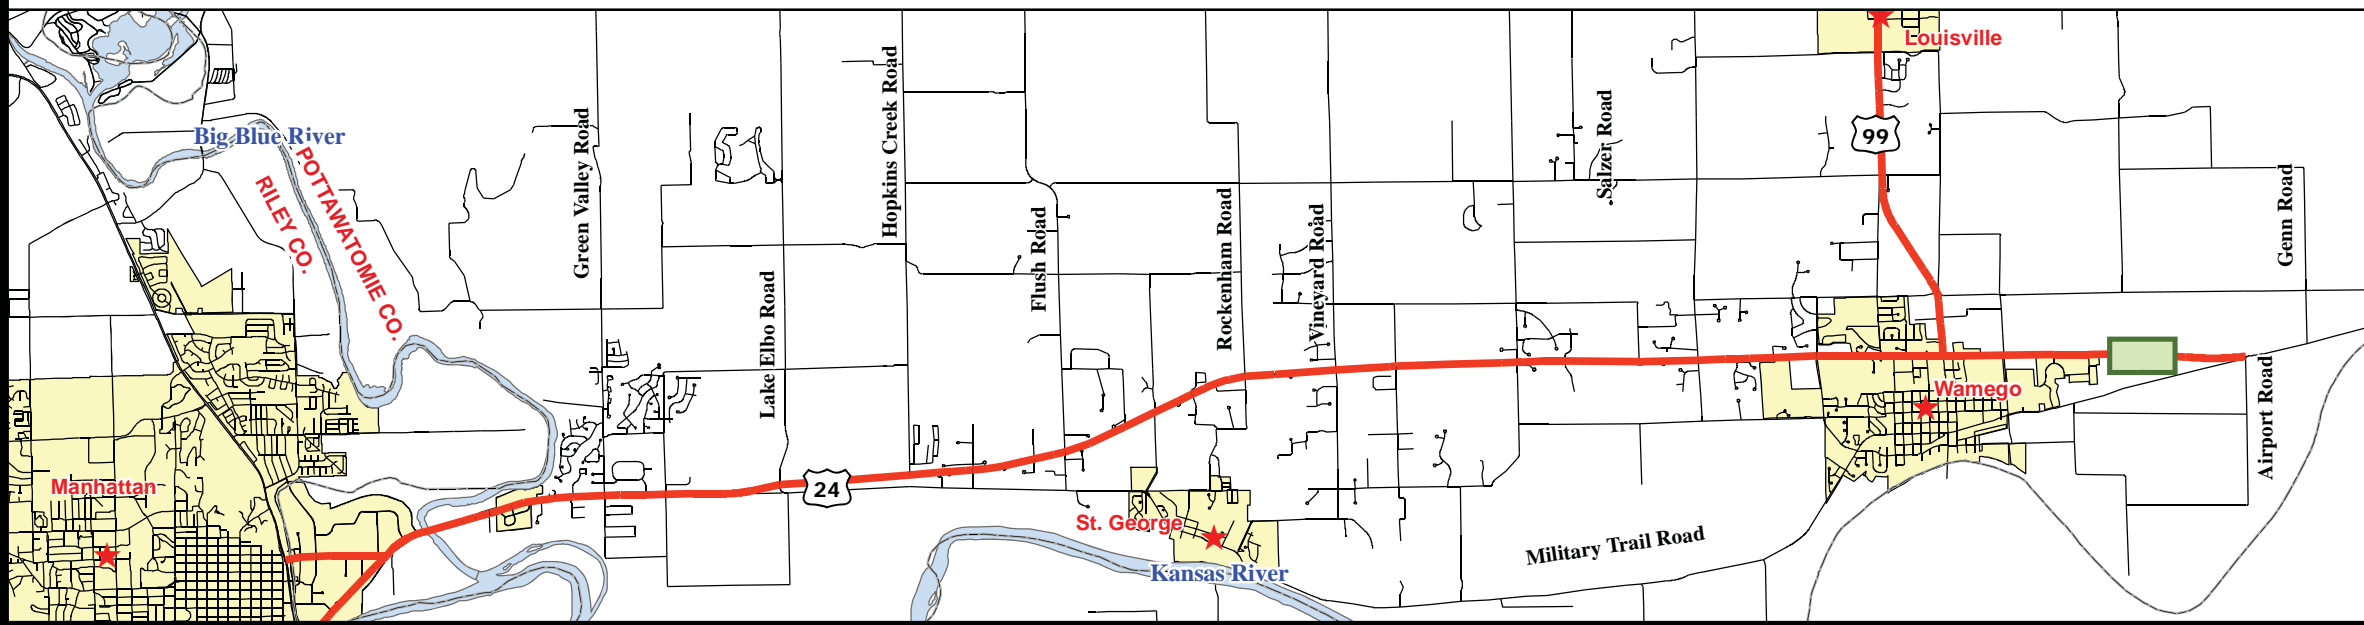 Louisville
99
Big Blue River
POTTAWATOMIE CO.
RILEY CO.
Green Valley Road
Hopkins Creek Road
Salzer Road
Genn Road
Flush Road
Rockenham Road
Vineyard Road
Lake Elbo Road
Wamego
Airport Road
Manhattan
24
St. George
Military Trail Road
Kansas River